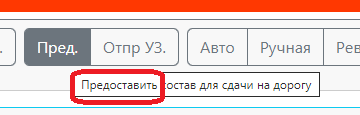 Пред. Отпр УЗ. Авто Ручная
Предоставить состав для сдачи на дорогу